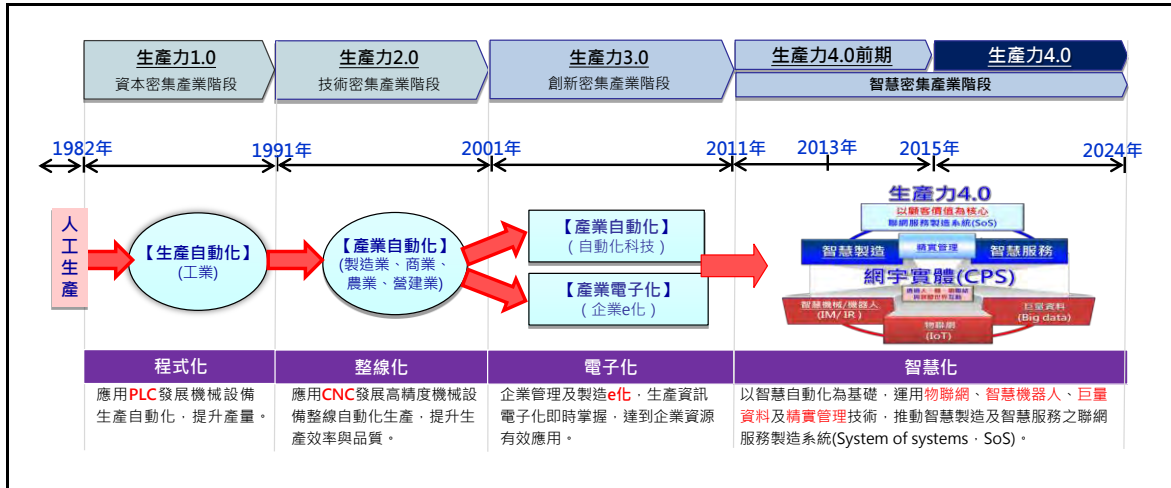 生產力1.0
資本密集產業階段
生產力2.0
技術密集產業階段
生產力3.0
創新密集產業階段
生產力4.0前期
生產力4.0
智慧密集產業階段
1982年
1991年
2001年
2011年
2013年
2015年
2024年
人工生產
【生產自動化】
(工業)
【產業自動化】
(製造業、商業、
農業、營建業)
【產業自動化】
( 自動化科技 )
【產業電子化】
( 企業e化 )
生產力4.0
以顧客價值為核心
聯網服務製造系統(SoS)
智慧製造
精實管理
智慧服務
網宇實體(CPS)
智慧機械/機器人
(IM/IR )
物聯網
(IoT)
巨量資料
(Big data)
程式化
應用PLC發展機械設備
生產自動化，提升產量。
整線化
應用CNC發展高精度機械設
備整線自動化生產，提升生
產效率與品質。
電子化
企業管理及製造e化，生產資訊
電子化即時掌握，達到企業資源
有效應用。
智慧化
以智慧自動化為基礎，運用物聯網、智慧機器人、巨量
資料及精實管理技術，推動智慧製造及智慧服務之聯網
服務製造系統(System of systems，SoS)。